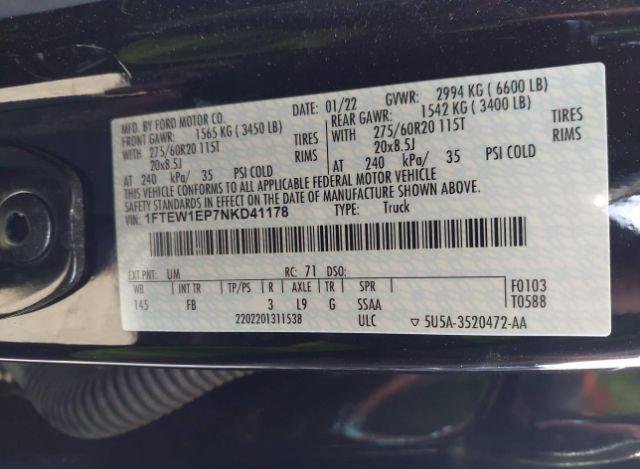 MFD. BY FORD MOTOR CO. DATE: 01/22 GVWR: 2994 KG ( 6600 LB)
FRONT GAWR: 1565 KG ( 3450 LB) REAR GAWR: 1542 KG ( 3400 LB)
WITH 275/60R20 115T TIRES WITH 275/60R20 115T TIRES
20x8.5J RIMS 20x8.5J RIMS
AT 240 kPa/ 35 PSI COLD AT 240 kPa/ 35 PSI COLD
THIS VEHICLE CONFORMS TO ALL APPLICABLE FEDERAL MOTOR VEHICLE
SAFETY STANDARDS IN EFFECT ON THE DATE OF MANUFACTURE SHOWN ABOVE.
VIN: 1FTEW1EP7NKD41178 TYPE: Truck
EXT PNT: UM RC: 71 DSO:
WB INT TR TP/PS R AXLE TR SPR F0103
145 FB 3 L9 G SSAA T0588
2202201311538 ULC ▽ 5U5A-3520472-AA